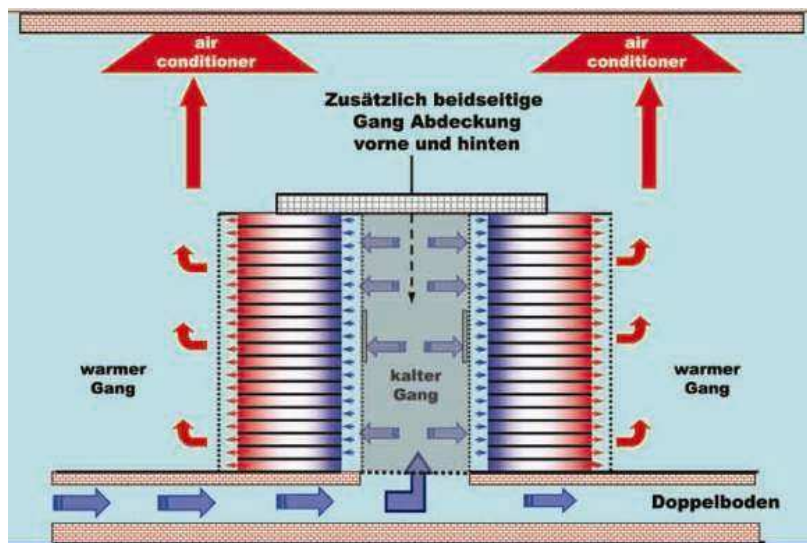 air
conditioner
air
conditioner
Zusätzlich beidseitige
Gang Abdeckung
vorne und hinten
warmer
Gang
kalter
Gang
warmer
Gang
Doppelboden